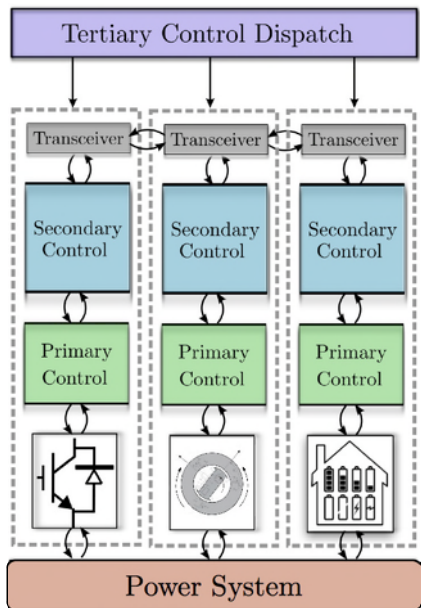 Tertiary Control Dispatch
Transceiver
Transceiver
Transceiver
Secondary
Control
Secondary
Control
Secondary
Control
Primary
Control
Primary
Control
Primary
Control
Power System